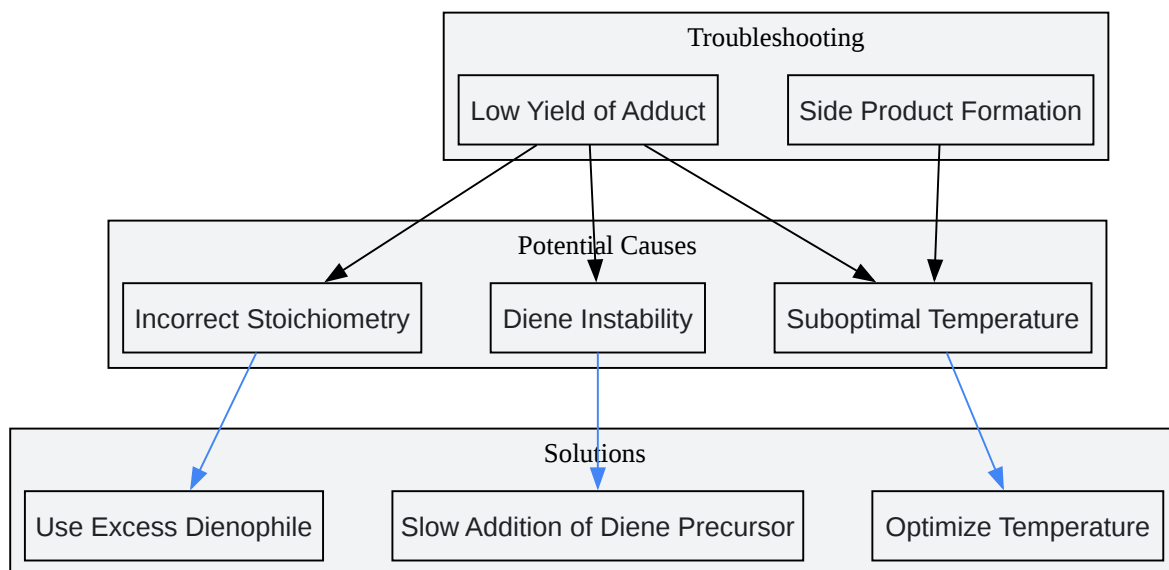 Troubleshooting
Low Yield of Adduct
Side Product Formation
Potential Causes
Incorrect Stoichiometry
Diene Instability
Suboptimal Temperature
Solutions
Use Excess Dienophile
Slow Addition of Diene Precursor
Optimize Temperature